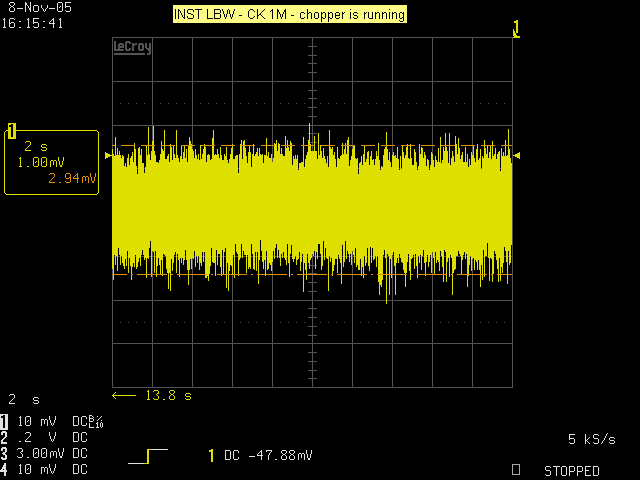 8-Nov-05
16:15:41
INST LBW - CK 1M - chopper is running
1
LeCroy
1
2 s
1.00mV
2.94mV
13.8 s
2 s
1 10 mV DC
2 .2 V DC
3 3.00mV DC
4 10 mV DC
1 DC -47.88mV
5 kS/s
STOPPED